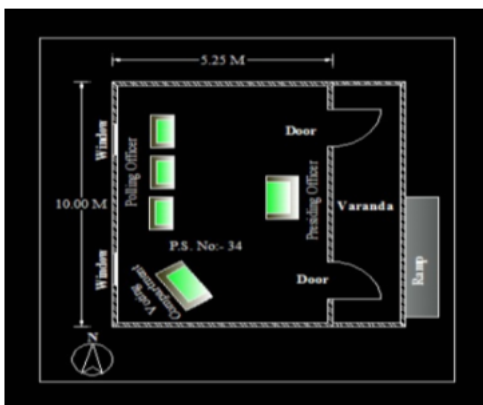 5.25 M
Door
Window
Polling Officer
Presiding Officer
10.00 M
Varanda
P.S. No:- 34
Window
Door
Voting
Compartment
Ramp
N